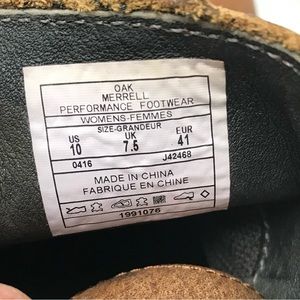 OAK
MERRELL
PERFORMANCE FOOTWEAR
WOMENS-FEMMES
SIZE-GRANDEUR
US UK EUR
10 7.5 41
0416 J42468
MADE IN CHINA
FABRIQUE EN CHINE
1991076